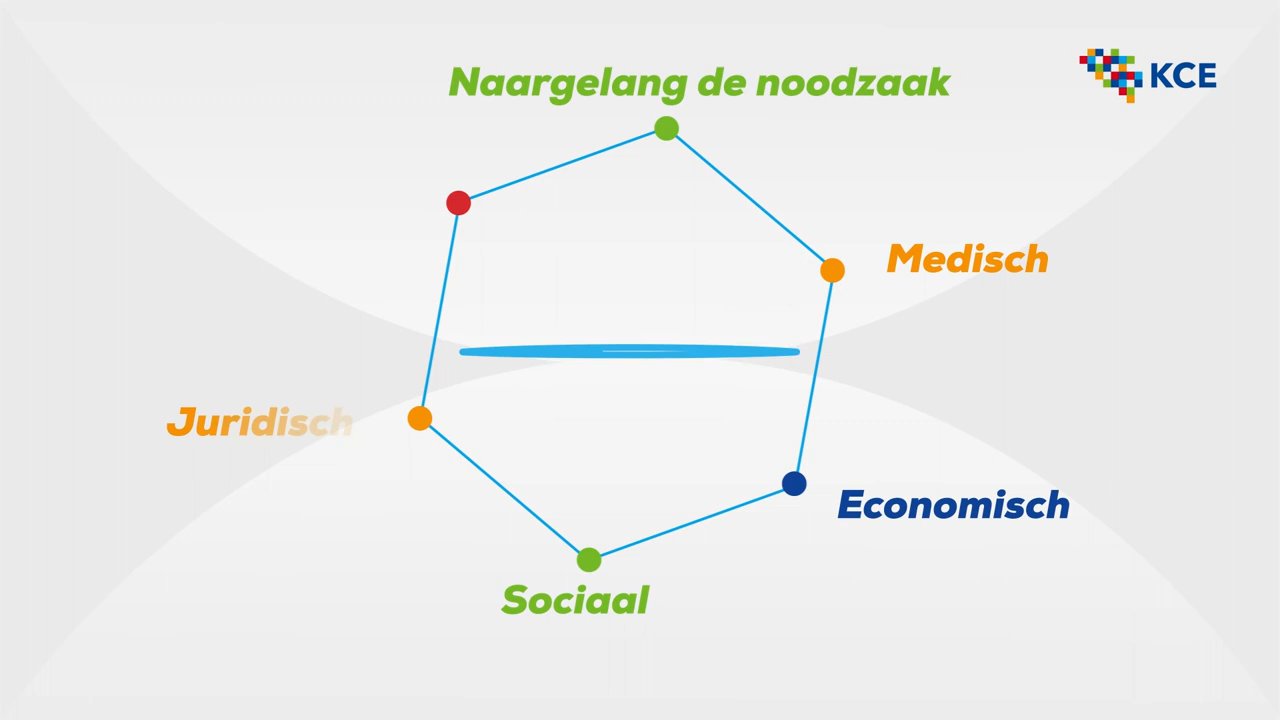 Naargelang de noodzaak
KCE
Medisch
Juridisch
Economisch
Sociaal